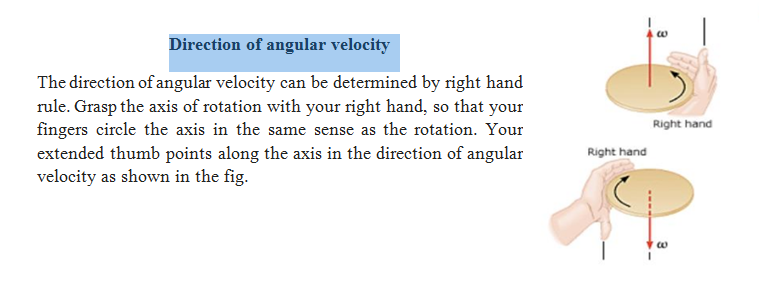 Direction of angular velocity
The direction of angular velocity can be determined by right hand
rule. Grasp the axis of rotation with your right hand, so that your
fingers circle the axis in the same sense as the rotation. Your
extended thumb points along the axis in the direction of angular
velocity as shown in the fig.
ω
Right hand
Right hand
ω